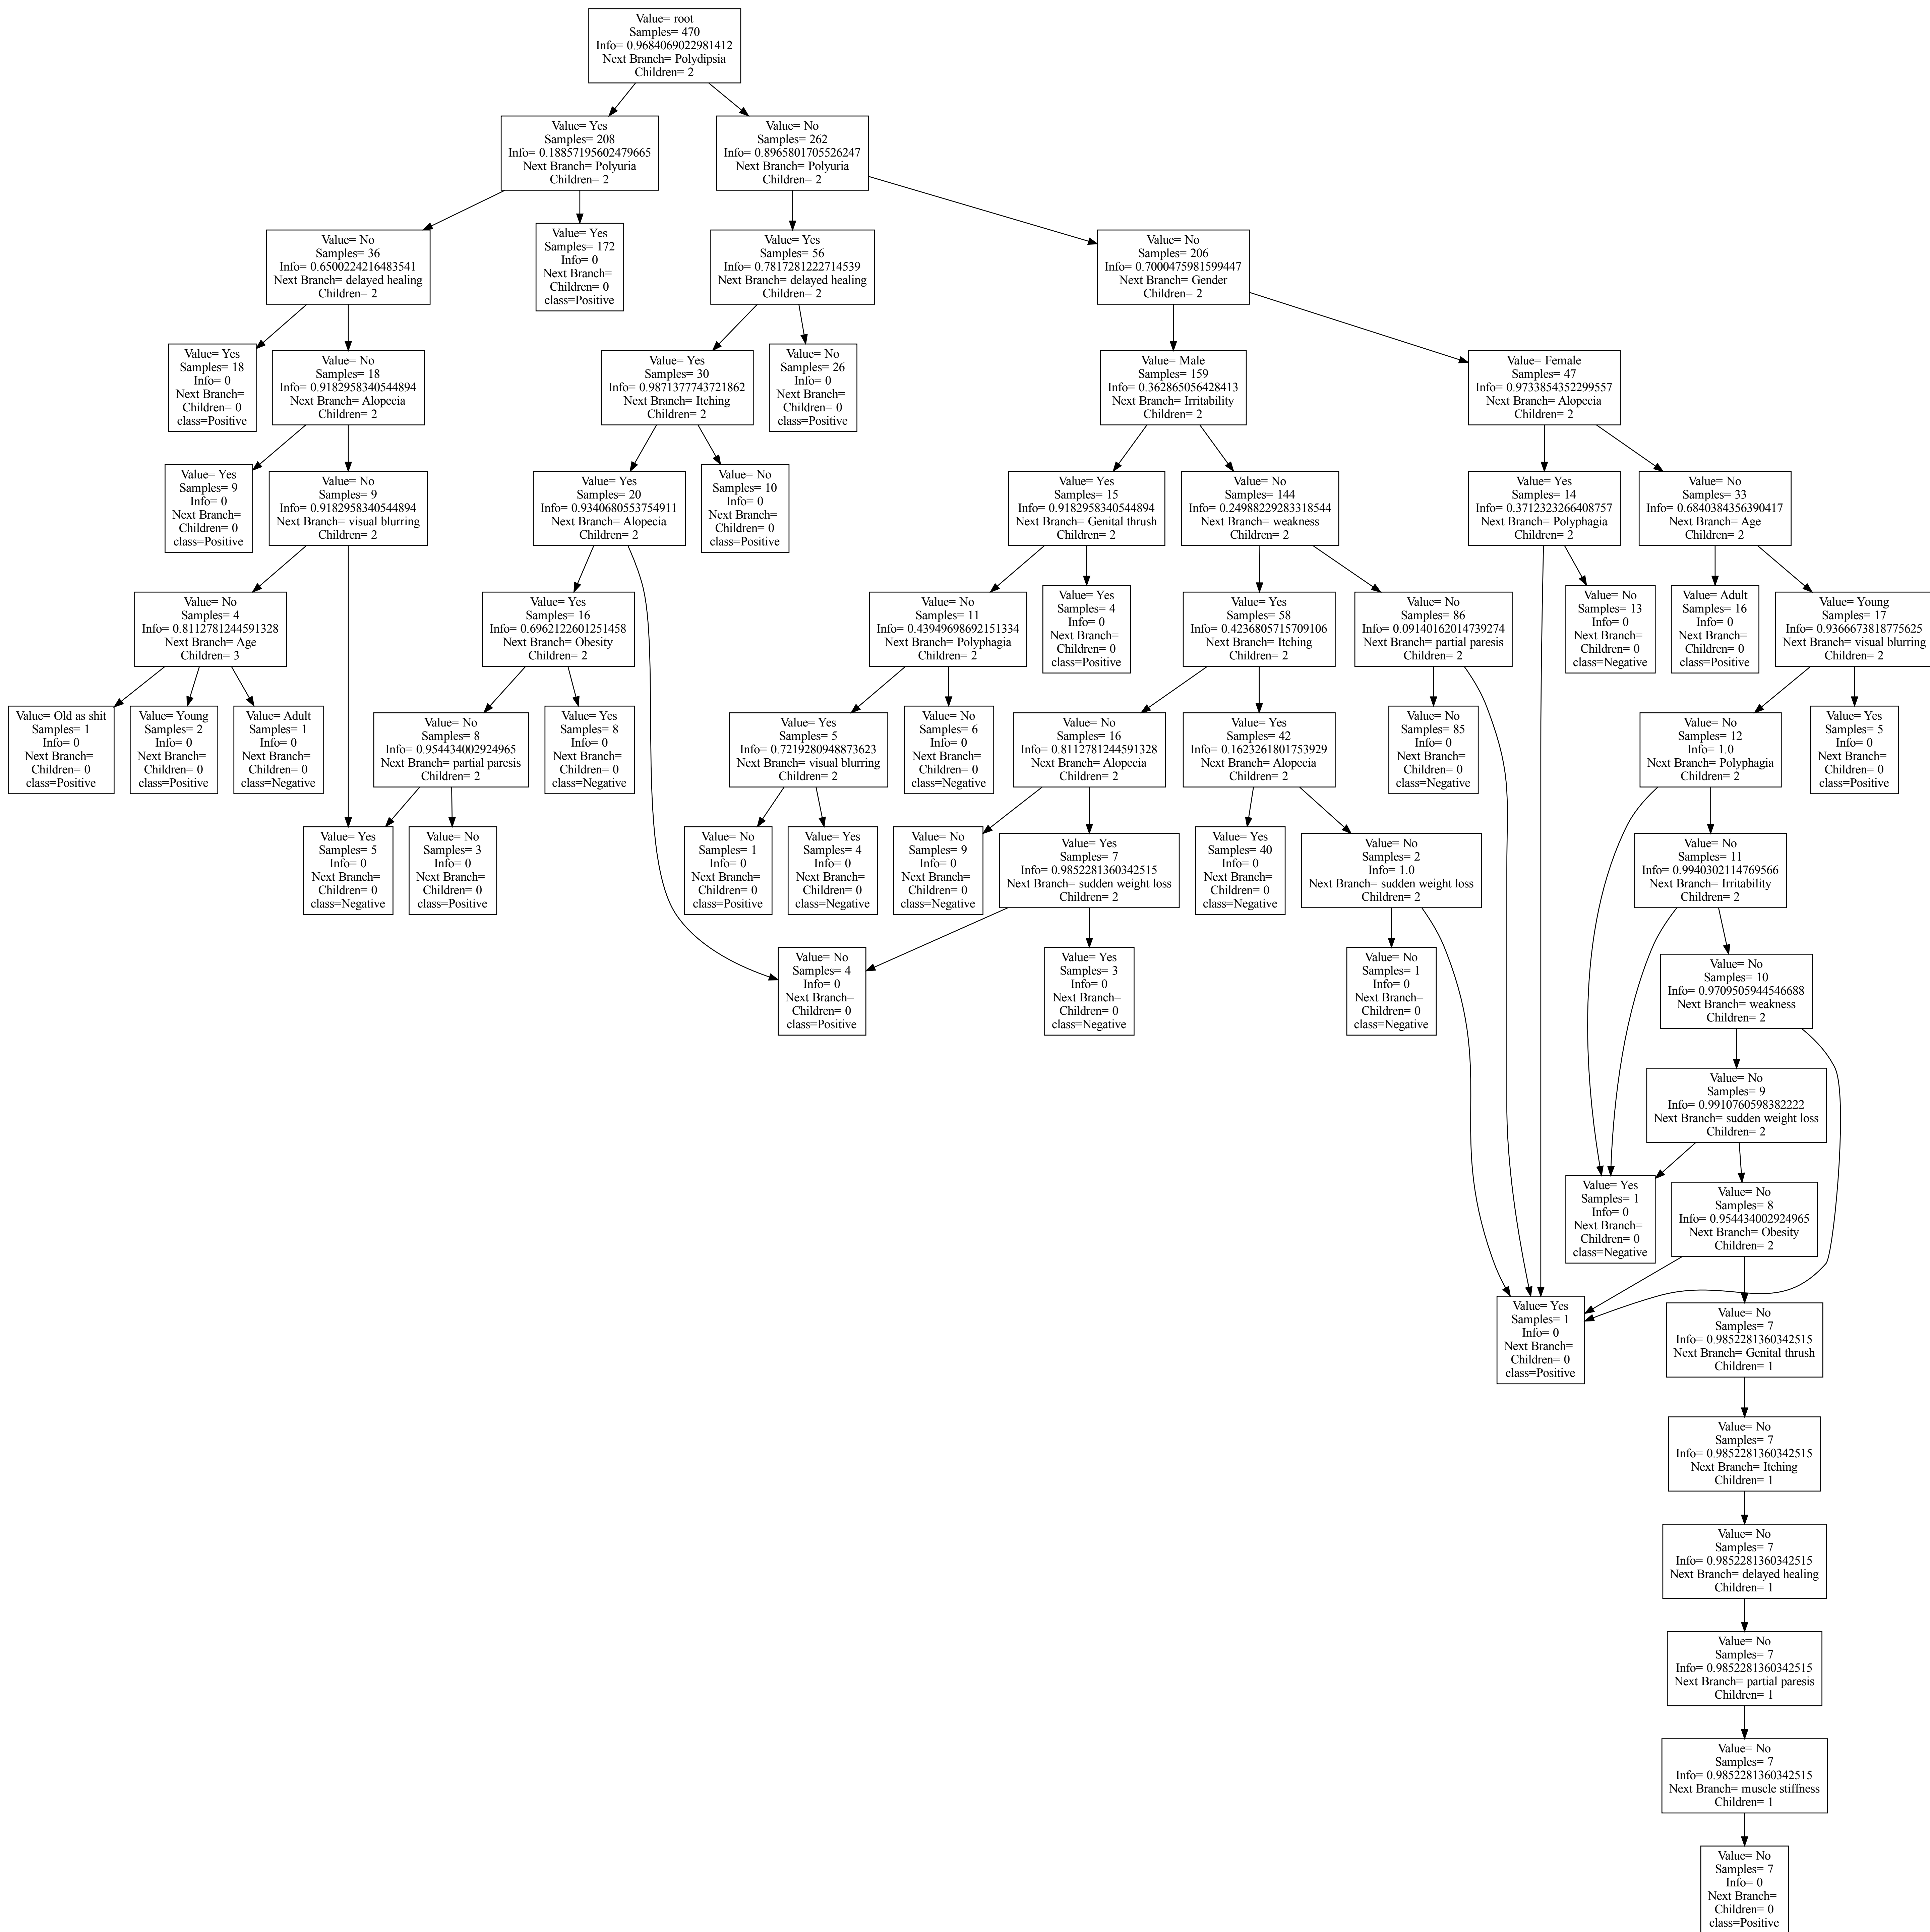 Value= root
Samples= 470
Info= 0.9684069022981412
Next Branch= Polydipsia
Children= 2
Value= Yes
Samples= 208
Info= 0.18857195602479665
Next Branch= Polyuria
Children= 2
Value= No
Samples= 262
Info= 0.8965801705526247
Next Branch= Polyuria
Children= 2
Value= No
Samples= 36
Info= 0.6500224216483541
Next Branch= delayed healing
Children= 2
Value= Yes
Samples= 172
Info= 0
Next Branch=
Children= 0
class=Positive
Value= Yes
Samples= 56
Info= 0.7817281222714539
Next Branch= delayed healing
Children= 2
Value= No
Samples= 206
Info= 0.7000475981599447
Next Branch= Gender
Children= 2
Value= Yes
Samples= 18
Info= 0
Next Branch=
Children= 0
class=Positive
Value= No
Samples= 18
Info= 0.9182958340544894
Next Branch= Alopecia
Children= 2
Value= Yes
Samples= 30
Info= 0.9871377743721862
Next Branch= Itching
Children= 2
Value= No
Samples= 26
Info= 0
Next Branch=
Children= 0
class=Positive
Value= Male
Samples= 159
Info= 0.362865056428413
Next Branch= Irritability
Children= 2
Value= Female
Samples= 47
Info= 0.9733854352299557
Next Branch= Alopecia
Children= 2
Value= Yes
Samples= 9
Info= 0
Next Branch=
Children= 0
class=Positive
Value= No
Samples= 9
Info= 0.9182958340544894
Next Branch= visual blurring
Children= 2
Value= Yes
Samples= 20
Info= 0.9340680553754911
Next Branch= Alopecia
Children= 2
Value= No
Samples= 10
Info= 0
Next Branch=
Children= 0
class=Positive
Value= Yes
Samples= 15
Info= 0.9182958340544894
Next Branch= Genital thrush
Children= 2
Value= No
Samples= 144
Info= 0.24988229283318544
Next Branch= weakness
Children= 2
Value= Yes
Samples= 14
Info= 0.3712323266408757
Next Branch= Polyphagia
Children= 2
Value= No
Samples= 33
Info= 0.6840384356390417
Next Branch= Age
Children= 2
Value= No
Samples= 4
Info= 0.8112781244591328
Next Branch= Age
Children= 3
Value= Yes
Samples= 16
Info= 0.6962122601251458
Next Branch= Obesity
Children= 2
Value= No
Samples= 11
Info= 0.43949698692151334
Next Branch= Polyphagia
Children= 2
Value= Yes
Samples= 4
Info= 0
Next Branch=
Children= 0
class=Positive
Value= Yes
Samples= 58
Info= 0.4236805715709106
Next Branch= Itching
Children= 2
Value= No
Samples= 86
Info= 0.09140162014739274
Next Branch= partial paresis
Children= 2
Value= No
Samples= 13
Info= 0
Next Branch=
Children= 0
class=Negative
Value= Adult
Samples= 16
Info= 0
Next Branch=
Children= 0
class=Positive
Value= Young
Samples= 17
Info= 0.9366673818775625
Next Branch= visual blurring
Children= 2
Value= Old as shit
Samples= 1
Info= 0
Next Branch=
Children= 0
class=Positive
Value= Young
Samples= 2
Info= 0
Next Branch=
Children= 0
class=Positive
Value= Adult
Samples= 1
Info= 0
Next Branch=
Children= 0
class=Negative
Value= No
Samples= 8
Info= 0.954434002924965
Next Branch= partial paresis
Children= 2
Value= Yes
Samples= 8
Info= 0
Next Branch=
Children= 0
class=Negative
Value= Yes
Samples= 5
Info= 0.7219280948873623
Next Branch= visual blurring
Children= 2
Value= No
Samples= 6
Info= 0
Next Branch=
Children= 0
class=Negative
Value= No
Samples= 16
Info= 0.8112781244591328
Next Branch= Alopecia
Children= 2
Value= Yes
Samples= 42
Info= 0.1623261801753929
Next Branch= Alopecia
Children= 2
Value= No
Samples= 85
Info= 0
Next Branch=
Children= 0
class=Negative
Value= No
Samples= 12
Info= 1.0
Next Branch= Polyphagia
Children= 2
Value= Yes
Samples= 5
Info= 0
Next Branch=
Children= 0
class=Positive
Value= Yes
Samples= 5
Info= 0
Next Branch=
Children= 0
class=Negative
Value= No
Samples= 3
Info= 0
Next Branch=
Children= 0
class=Positive
Value= No
Samples= 1
Info= 0
Next Branch=
Children= 0
class=Positive
Value= Yes
Samples= 4
Info= 0
Next Branch=
Children= 0
class=Negative
Value= No
Samples= 9
Info= 0
Next Branch=
Children= 0
class=Negative
Value= Yes
Samples= 7
Info= 0.9852281360342515
Next Branch= sudden weight loss
Children= 2
Value= Yes
Samples= 40
Info= 0
Next Branch=
Children= 0
class=Negative
Value= No
Samples= 2
Info= 1.0
Next Branch= sudden weight loss
Children= 2
Value= No
Samples= 11
Info= 0.9940302114769566
Next Branch= Irritability
Children= 2
Value= No
Samples= 4
Info= 0
Next Branch=
Children= 0
class=Positive
Value= Yes
Samples= 3
Info= 0
Next Branch=
Children= 0
class=Negative
Value= No
Samples= 1
Info= 0
Next Branch=
Children= 0
class=Negative
Value= No
Samples= 10
Info= 0.9709505944546688
Next Branch= weakness
Children= 2
Value= No
Samples= 9
Info= 0.9910760598382222
Next Branch= sudden weight loss
Children= 2
Value= Yes
Samples= 1
Info= 0
Next Branch=
Children= 0
class=Negative
Value= No
Samples= 8
Info= 0.954434002924965
Next Branch= Obesity
Children= 2
Value= Yes
Samples= 1
Info= 0
Next Branch=
Children= 0
class=Positive
Value= No
Samples= 7
Info= 0.9852281360342515
Next Branch= Genital thrush
Children= 1
Value= No
Samples= 7
Info= 0.9852281360342515
Next Branch= Itching
Children= 1
Value= No
Samples= 7
Info= 0.9852281360342515
Next Branch= delayed healing
Children= 1
Value= No
Samples= 7
Info= 0.9852281360342515
Next Branch= partial paresis
Children= 1
Value= No
Samples= 7
Info= 0.9852281360342515
Next Branch= muscle stiffness
Children= 1
Value= No
Samples= 7
Info= 0
Next Branch=
Children= 0
class=Positive